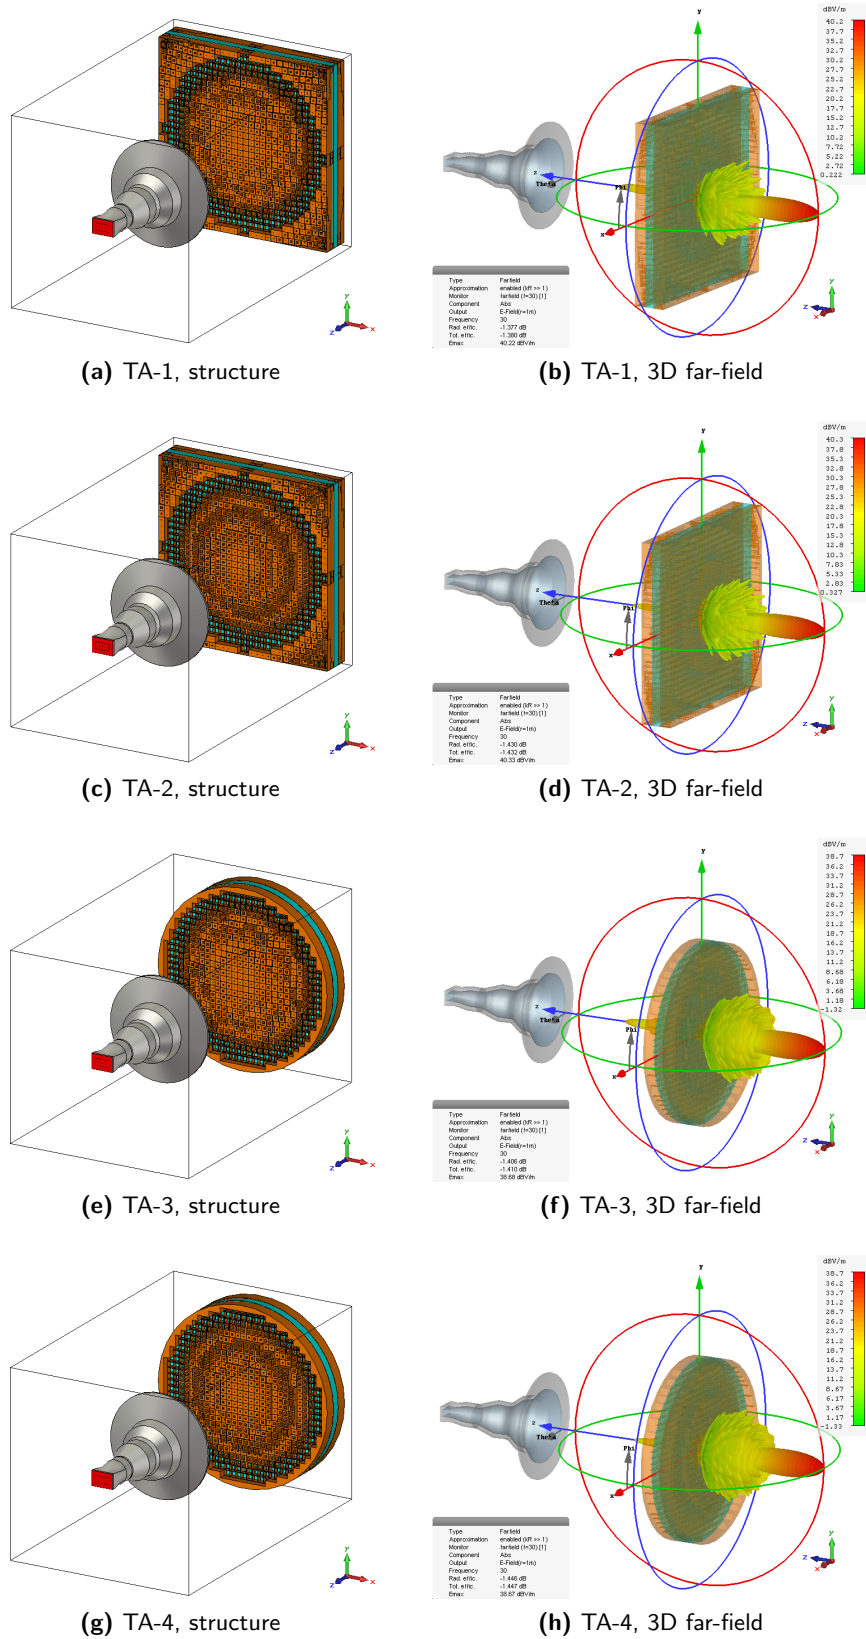 y
x
z
(a) TA-1, structure
dBV/m
40.2
37.7
35.2
32.7
30.2
27.7
25.2
22.7
20.2
17.7
15.2
12.7
10.2
7.72
5.22
2.72
0.222
y
z
Theta
Phi
x
Type Farfield
Approximation enabled (kR >> 1)
Monitor farfield (f=30) [1]
Component Abs
Output E-Field(r=1m)
Frequency 30
Rad. effic. -1.377 dB
Tot. effic. -1.380 dB
Emax 40.22 dBV/m
(b) TA-1, 3D far-field
y
x
z
(c) TA-2, structure
dBV/m
40.3
37.8
35.3
32.8
30.3
27.8
25.3
22.8
20.3
17.8
15.3
12.8
10.3
7.83
5.33
2.83
0.327
y
z
Theta
Phi
x
Type Farfield
Approximation enabled (kR >> 1)
Monitor farfield (f=30) [1]
Component Abs
Output E-Field(r=1m)
Frequency 30
Rad. effic. -1.430 dB
Tot. effic. -1.432 dB
Emax 40.33 dBV/m
(d) TA-2, 3D far-field
y
x
z
(e) TA-3, structure
dBV/m
38.7
36.2
33.7
31.2
28.7
26.2
23.7
21.2
18.7
16.2
13.7
11.2
8.68
6.18
3.68
1.18
-1.32
y
z
Theta
Phi
x
Type Farfield
Approximation enabled (kR >> 1)
Monitor farfield (f=30) [1]
Component Abs
Output E-Field(r=1m)
Frequency 30
Rad. effic. -1.406 dB
Tot. effic. -1.410 dB
Emax 38.68 dBV/m
(f) TA-3, 3D far-field
y
x
z
(g) TA-4, structure
dBV/m
38.7
36.2
33.7
31.2
28.7
26.2
23.7
21.2
18.7
16.2
13.7
11.2
8.67
6.17
3.67
1.17
-1.33
y
z
Theta
Phi
x
Type Farfield
Approximation enabled (kR >> 1)
Monitor farfield (f=30) [1]
Component Abs
Output E-Field(r=1m)
Frequency 30
Rad. effic. -1.446 dB
Tot. effic. -1.447 dB
Emax 38.67 dBV/m
(h) TA-4, 3D far-field